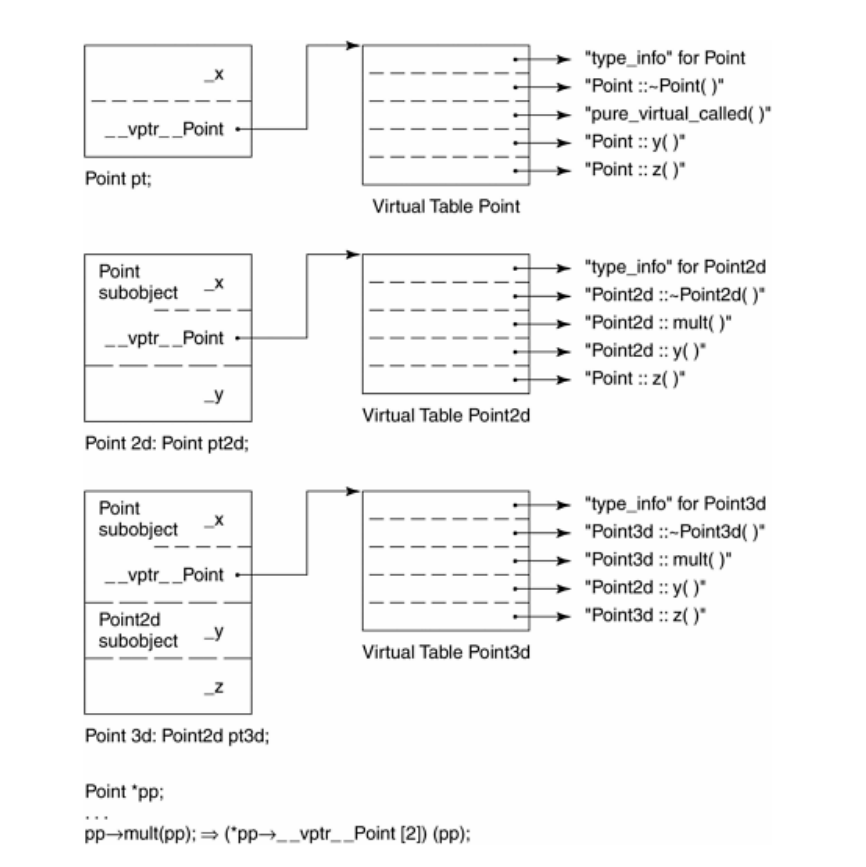 _x
__vptr__Point
Point pt;
"type_info" for Point
"Point ::~Point( )"
"pure_virtual_called( )"
"Point :: y( )"
"Point :: z( )"
Virtual Table Point
Point
subobject
_x
__vptr__Point
_y
Point 2d: Point pt2d;
"type_info" for Point2d
"Point2d ::~Point2d( )"
"Point2d :: mult( )"
"Point2d :: y( )"
"Point :: z( )"
Virtual Table Point2d
Point
subobject
_x
__vptr__Point
Point2d
subobject
_y
_z
Point 3d: Point2d pt3d;
"type_info" for Point3d
"Point3d ::~Point3d( )"
"Point3d :: mult( )"
"Point2d :: y( )"
"Point3d :: z( )"
Virtual Table Point3d
Point *pp;
. . .
pp→mult(pp); ⇒ (*pp→__vptr__Point [2]) (pp);